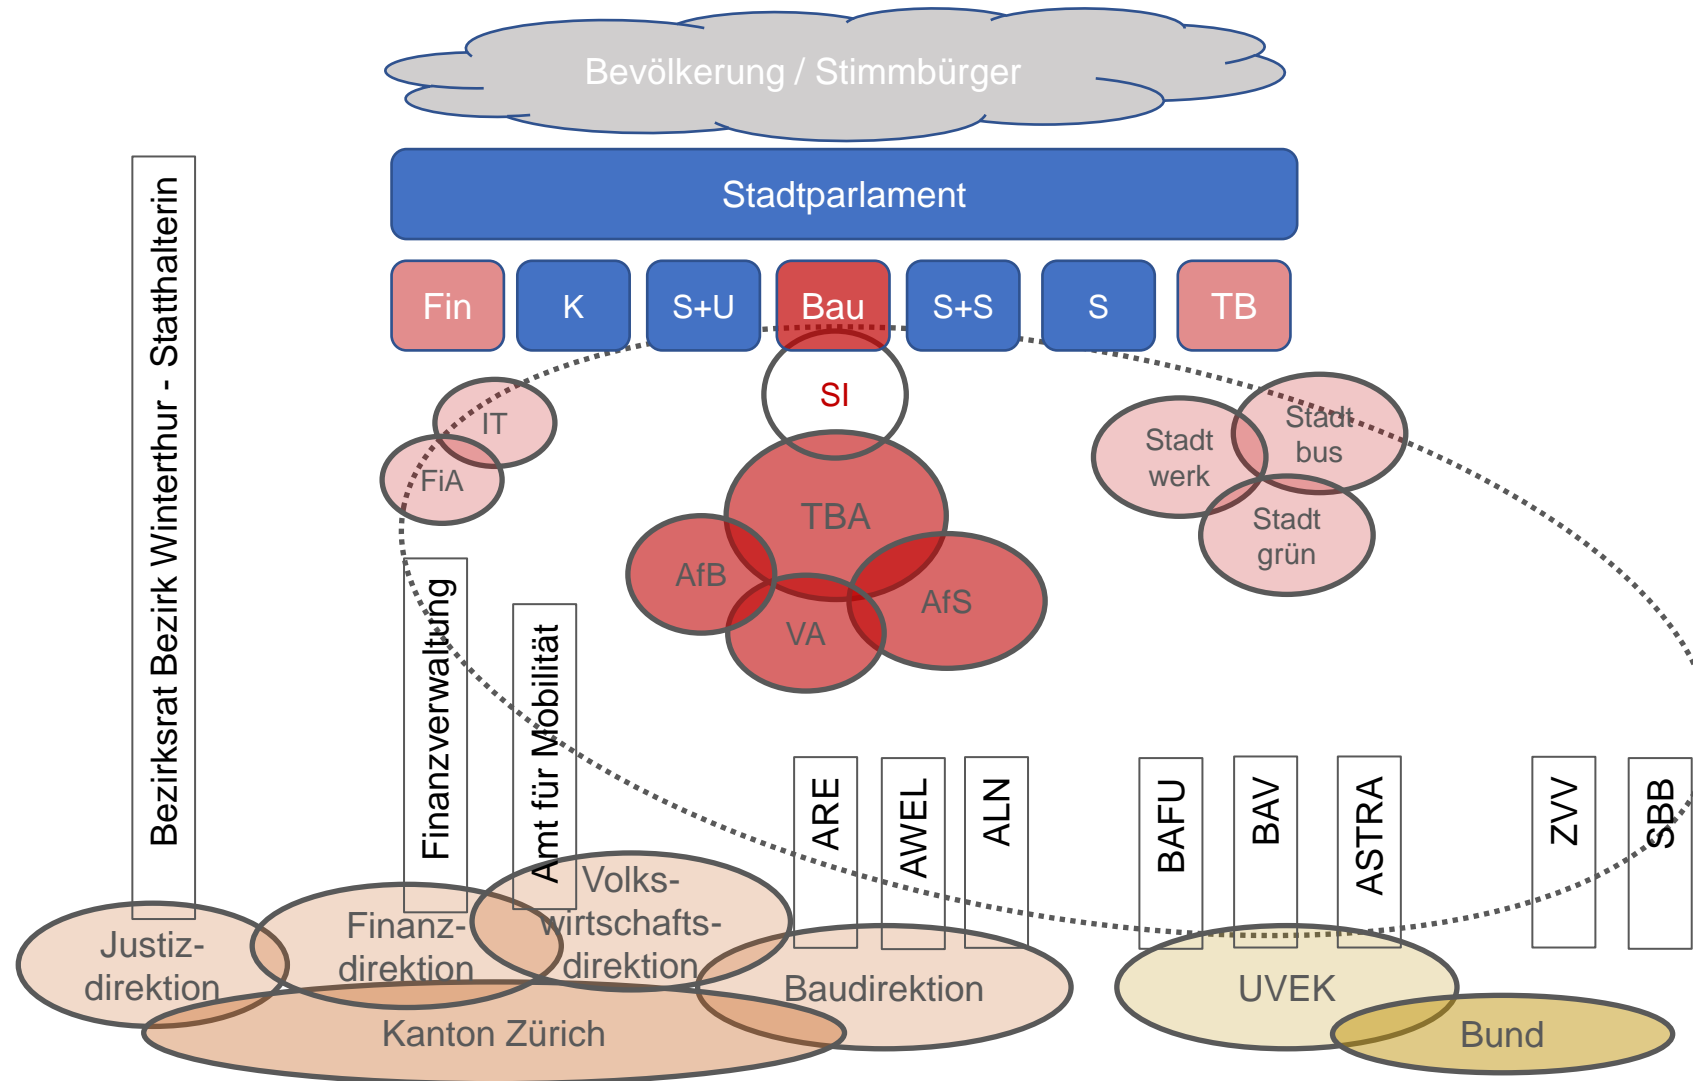 Bevölkerung / Stimmbürger
Stadtparlament
Fin
K
S+U
Bau
S+S
S
TB
Bezirksrat Bezirk Winterthur - Statthalterin
SI
IT
FiA
TBA
AfB
VA
AfS
Stadt
werk
Stadt
bus
Stadt
grün
Finanzverwaltung
Amt für Mobilität
ARE
AWEL
ALN
BAFU
BAV
ASTRA
ZVV
SBB
Justiz-
direktion
Finanz-
direktion
Volks-
wirtschafts-
direktion
Baudirektion
Kanton Zürich
UVEK
Bund